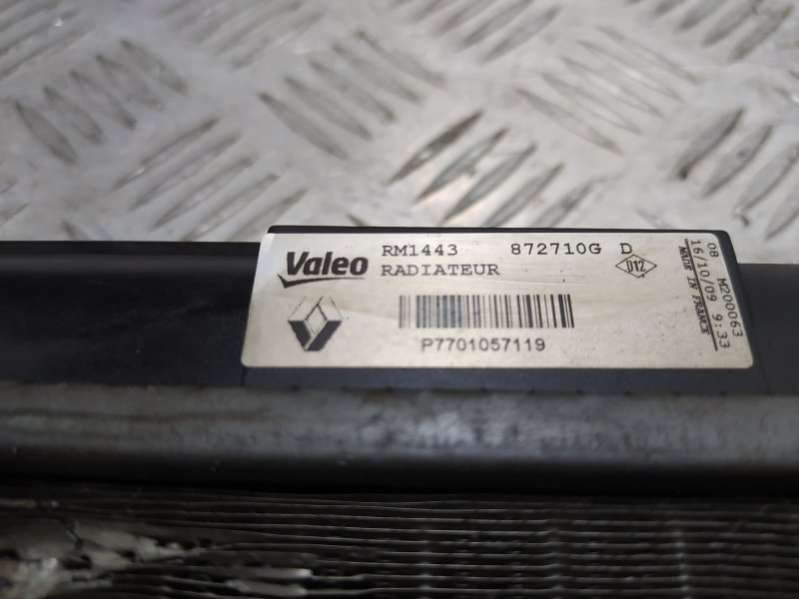 Valeo
RM1443 872710G D
RADIATEUR
D12
P7701057119
08 M200063
16/10/09 9:33
MADE IN FRANCE